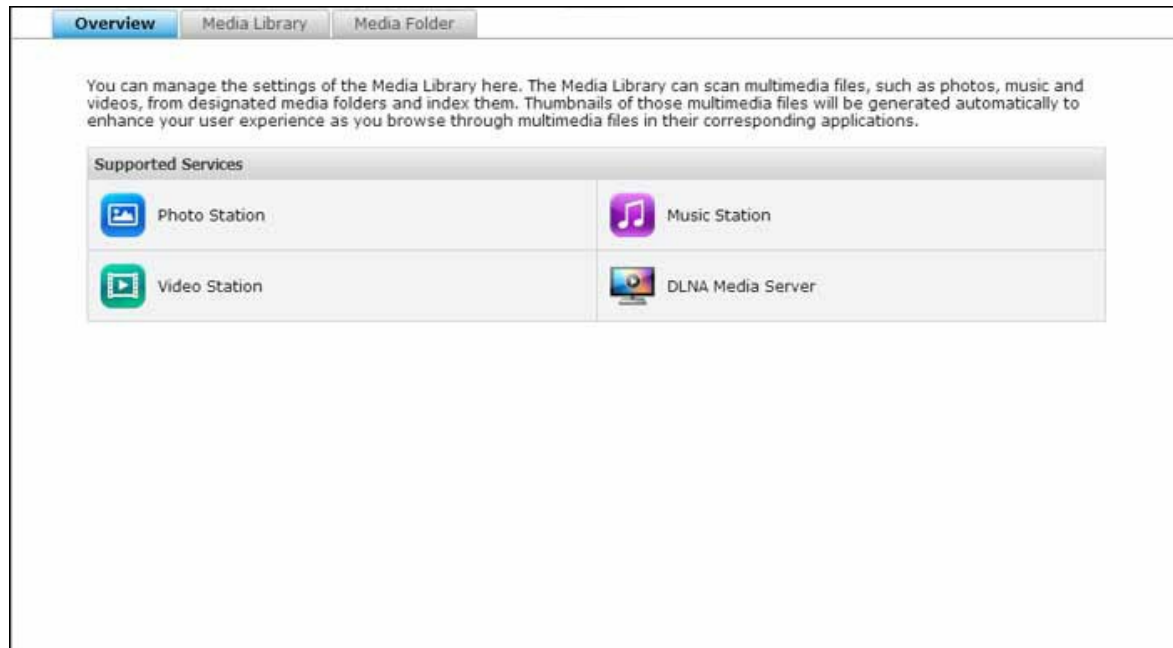 Overview Media Library Media Folder
You can manage the settings of the Media Library here. The Media Library can scan multimedia files, such as photos, music and
videos, from designated media folders and index them. Thumbnails of those multimedia files will be generated automatically to
enhance your user experience as you browse through multimedia files in their corresponding applications.
Supported Services
Photo Station Music Station
Video Station DLNA Media Server